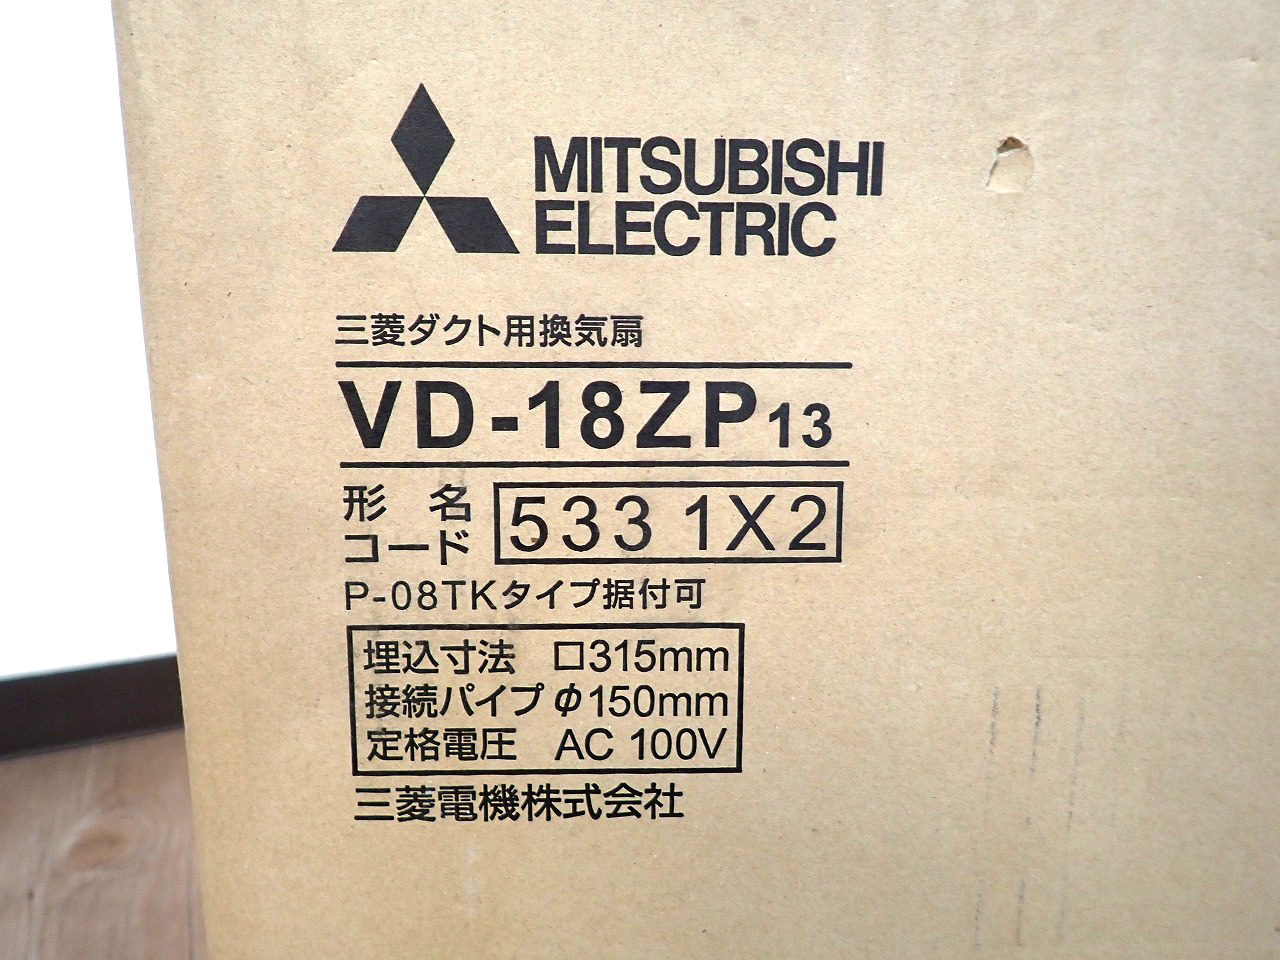 MITSUBISHI
ELECTRIC
三菱ダクト用換気扇
VD-18ZP13
形名
コード 5331X2
P-08TKタイプ据付可
埋込寸法 □315mm
接続パイプ φ150mm
定格電圧 AC 100V
三菱電機株式会社